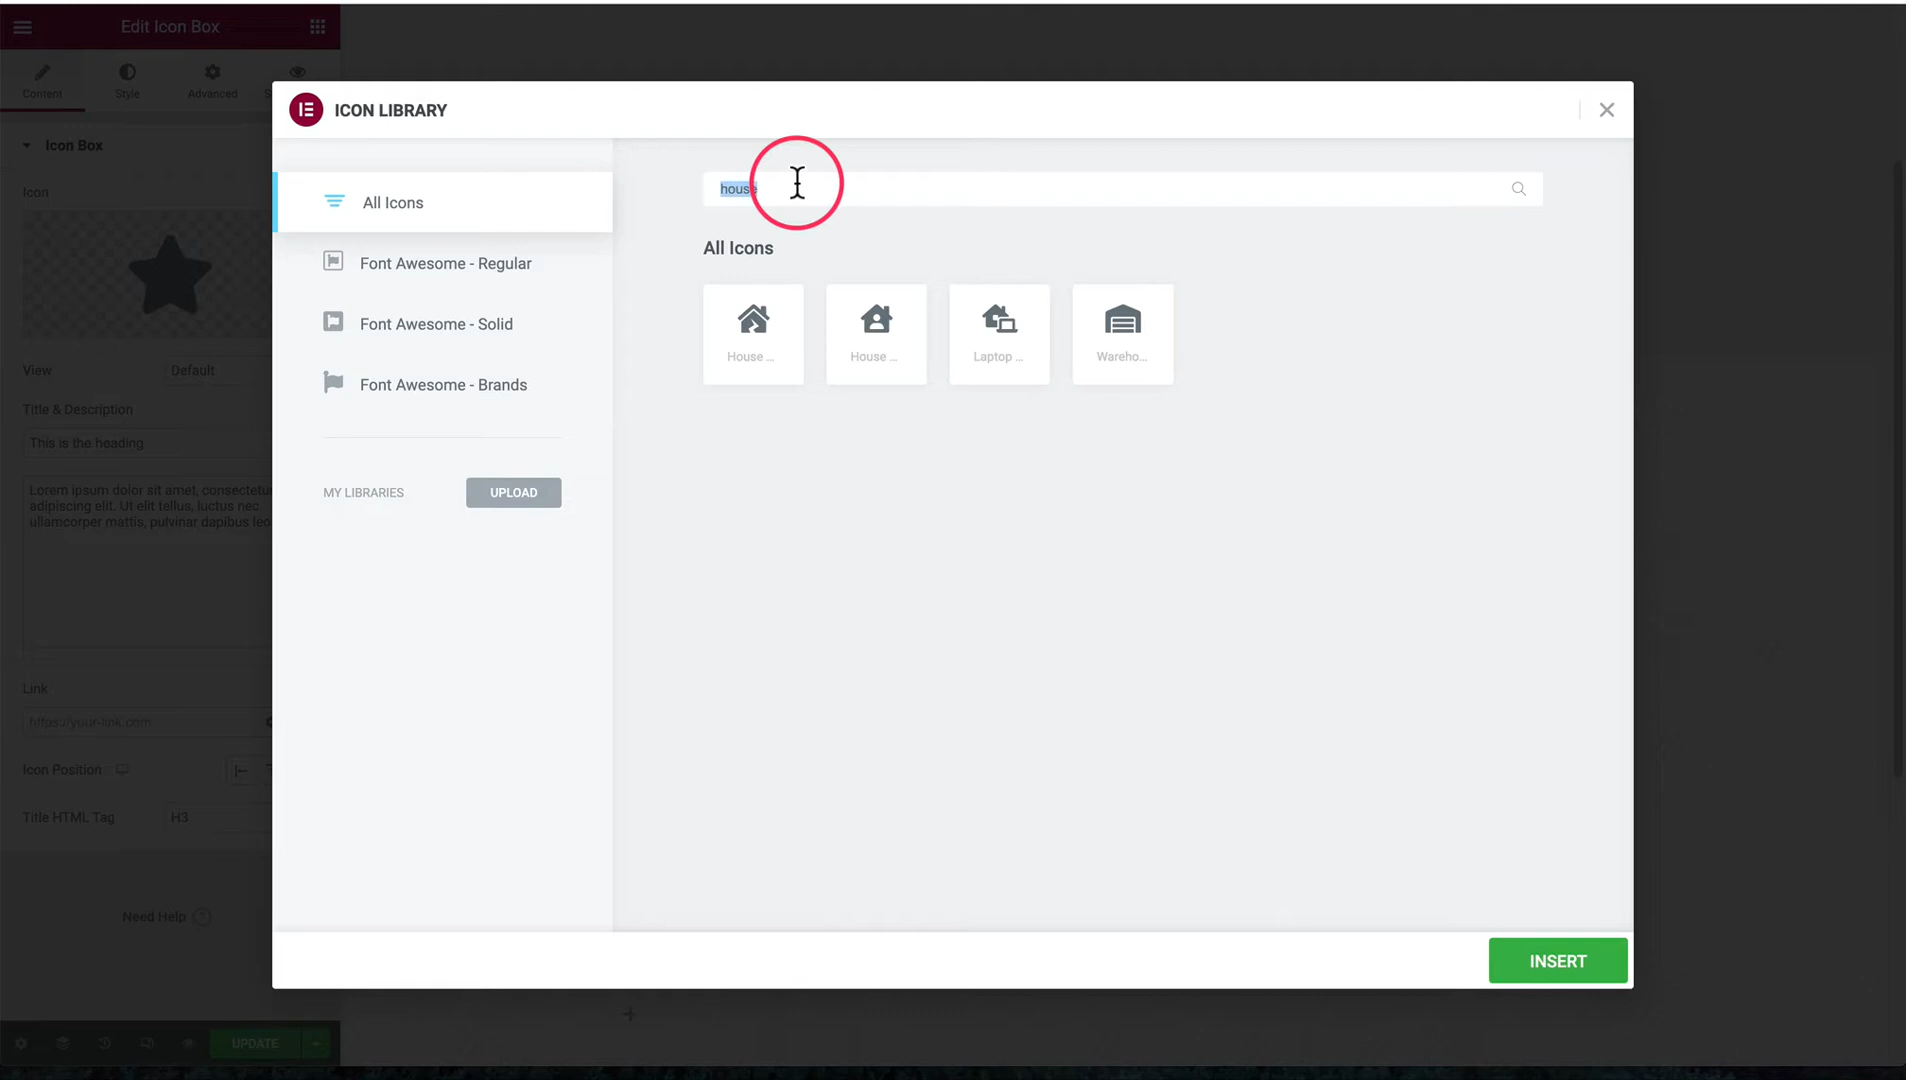 Edit Icon Box
Content
Style
Advanced
Icon Box
Icon
View
Default
Title & Description
This is the heading
Lorem ipsum dolor sit amet, consectetur
adipiscing elit. Ut elit tellus, luctus nec
ullamcorper mattis, pulvinar dapibus leo
Link
https://your-link.com
Icon Position
Title HTML Tag
H3
Need Help ?
UPDATE
ICON LIBRARY
All Icons
Font Awesome - Regular
Font Awesome - Solid
Font Awesome - Brands
MY LIBRARIES
UPLOAD
house
All Icons
House ...
House ...
Laptop ...
Wareho...
INSERT